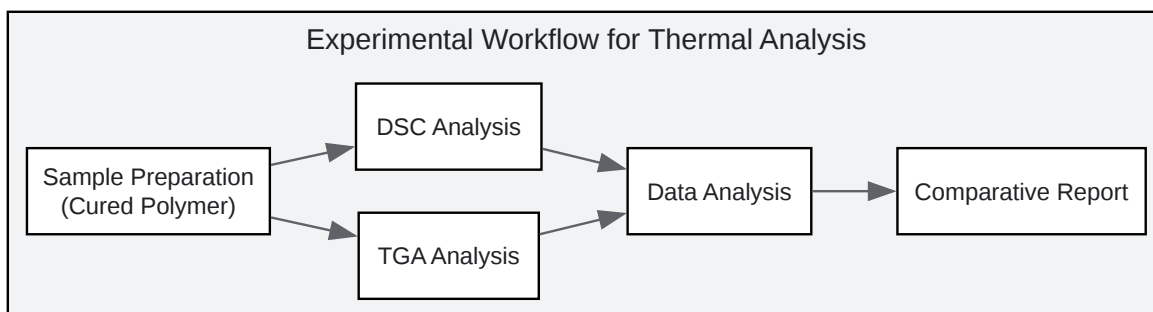 Experimental Workflow for Thermal Analysis
DSC Analysis
Sample Preparation
(Cured Polymer)
Data Analysis
Comparative Report
TGA Analysis